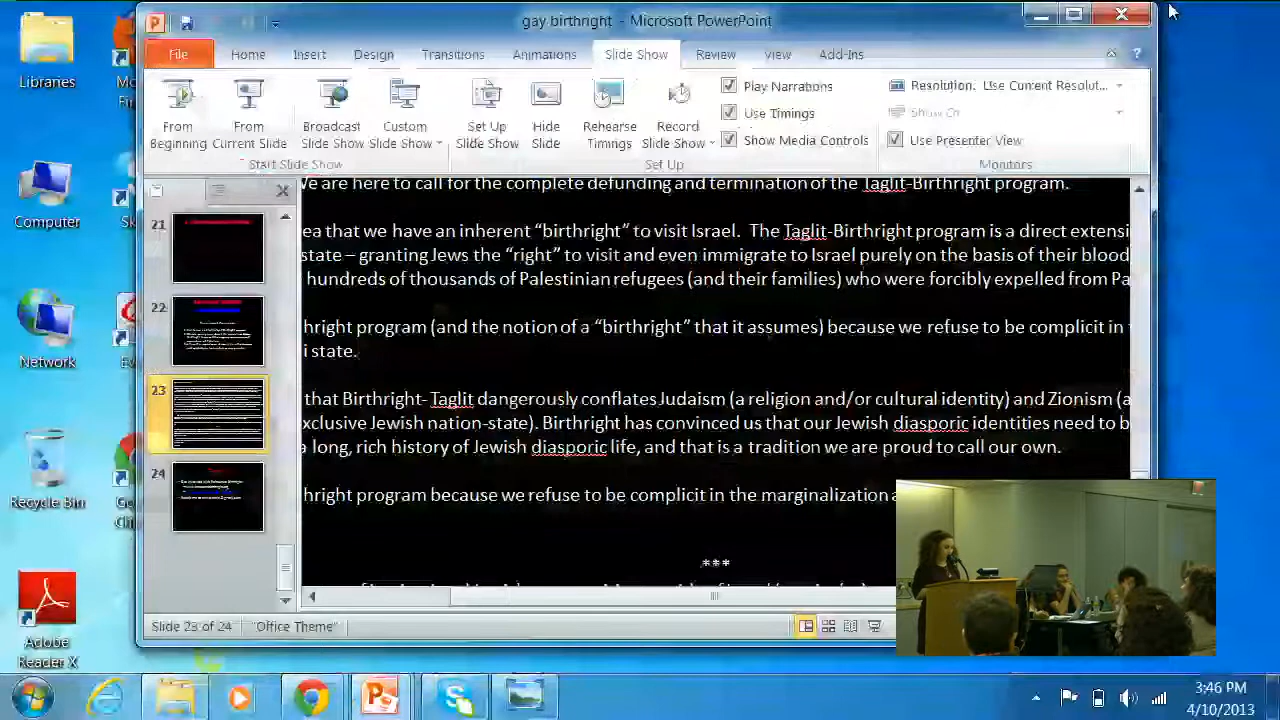 gay birthright - Microsoft PowerPoint
File Home Insert Design Transitions Animations Slide Show Review View Add-Ins
From Beginning
From Current Slide
Broadcast Slide Show
Custom Slide Show
Set Up Slide Show
Hide Slide
Rehearse Timings
Record Slide Show
Play Narrations
Use Timings
Show Media Controls
Resolution: Use Current Resolut...
Show
Use Presenter View
Start Slide Show
Set Up
Monitors
We are here to call for the complete defunding and termination of the Taglit-Birthright program.
ea that we have an inherent “birthright” to visit Israel. The Taglit-Birthright program is a direct extensi
state – granting Jews the “right” to visit and even immigrate to Israel purely on the basis of their blood
hundreds of thousands of Palestinian refugees (and their families) who were forcibly expelled from Pa
hright program (and the notion of a “birthright” that it assumes) because we refuse to be complicit in
i state.
that Birthright- Taglit dangerously conflates Judaism (a religion and/or cultural identity) and Zionism (a
xclusive Jewish nation-state). Birthright has convinced us that our Jewish diasporic identities need to b
a long, rich history of Jewish diasporic life, and that is a tradition we are proud to call our own.
hright program because we refuse to be complicit in the marginalization
***
21
22
23
24
Slide 23 of 24
"Office Theme"
Libraries
Computer
Network
Recycle Bin
Adobe Reader X
3:46 PM
4/10/2013